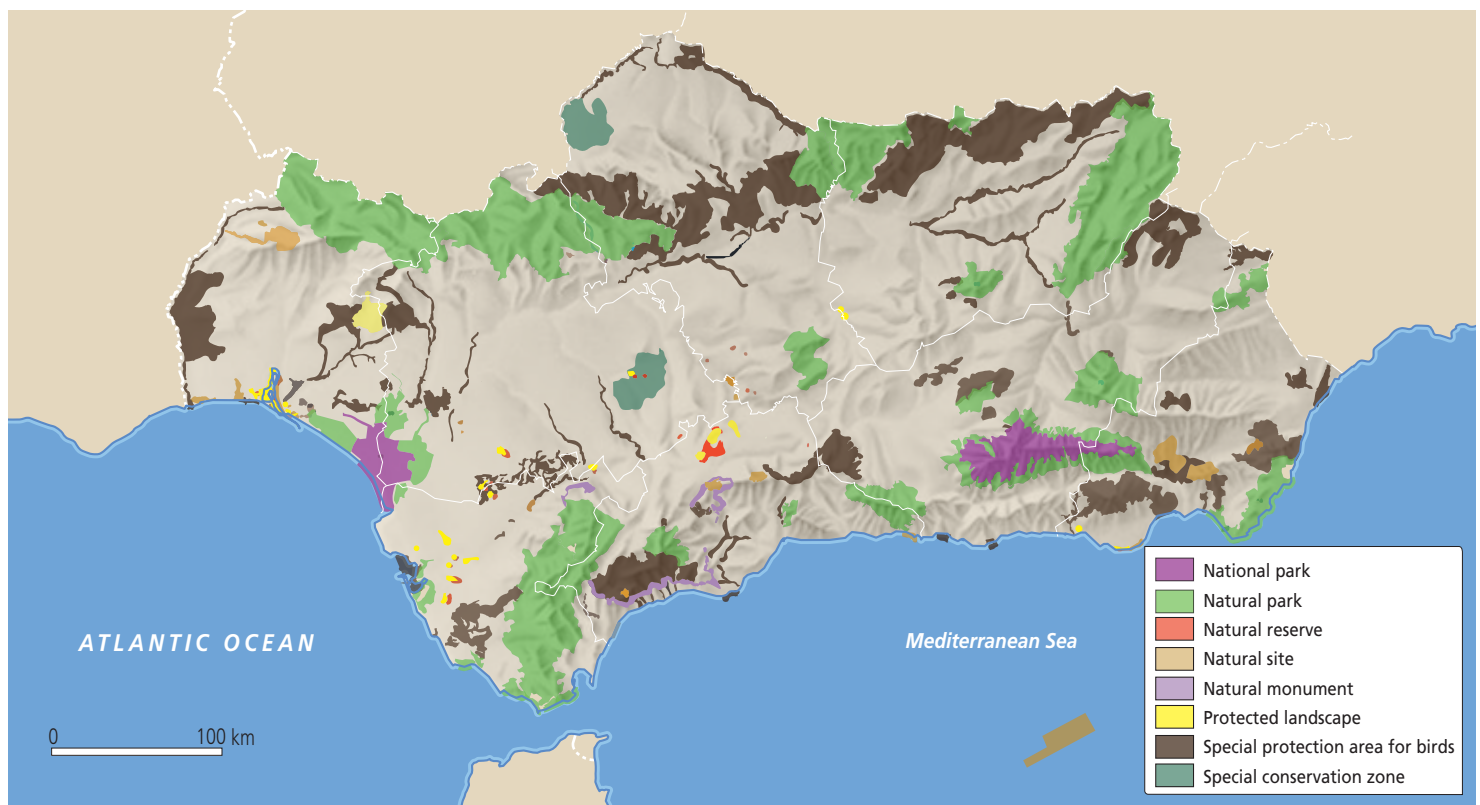 ATLANTIC OCEAN
Mediterranean Sea
0 100 km
National park
Natural park
Natural reserve
Natural site
Natural monument
Protected landscape
Special protection area for birds
Special conservation zone